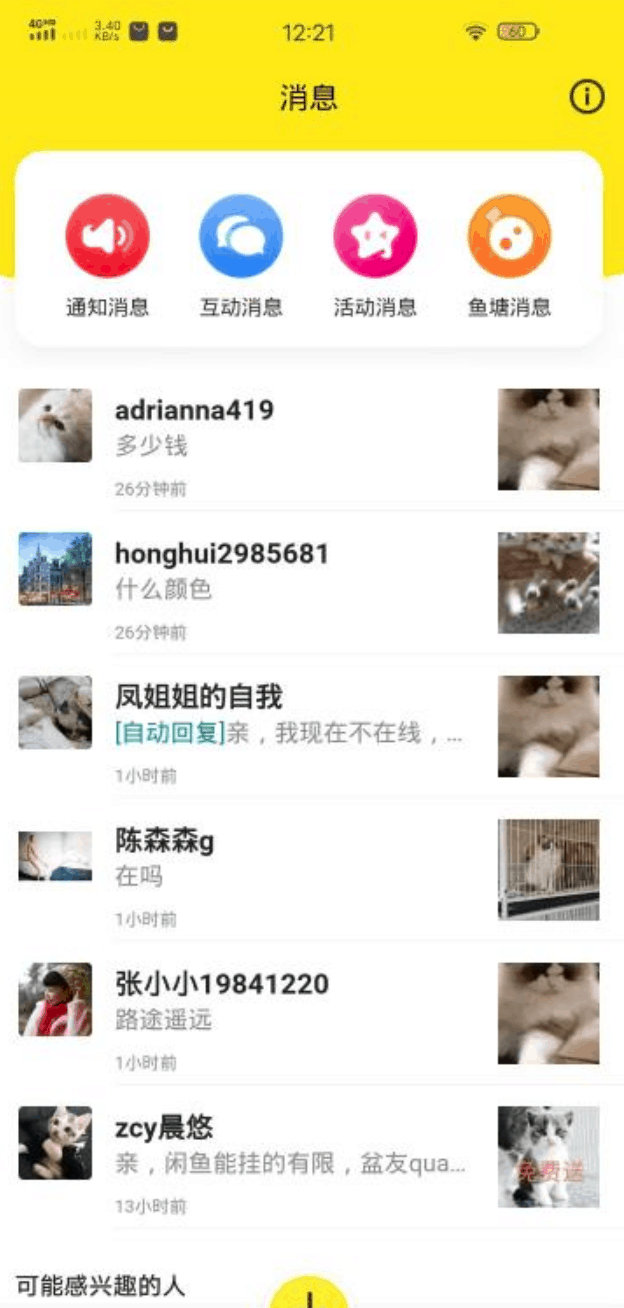 4G HD
3.40
KB/s
12:21
60
消息
通知消息 互动消息 活动消息 鱼塘消息
adrianna419
多少钱
26分钟前
honghui2985681
什么颜色
26分钟前
凤姐姐的自我
[自动回复]亲，我现在不在线，...
1小时前
陈森森g
在吗
1小时前
张小小19841220
路途遥远
1小时前
zcy晨悠
亲，闲鱼能挂的有限，盆友qua...
免费送
13小时前
可能感兴趣的人